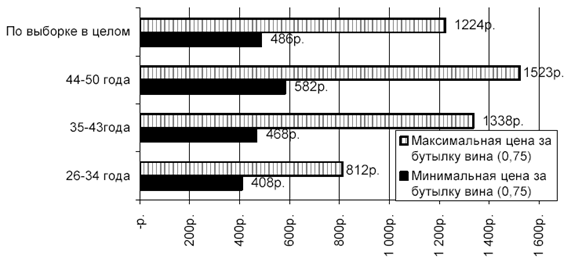 По выборке в целом
1224р.
486р.
44-50 года
1523р.
582р.
35-43года
1338р.
468р.
26-34 года
812р.
408р.
Максимальная цена за
бутылку вина (0,75)
Минимальная цена за
бутылку вина (0,75)
-р.
200р.
400р.
600р.
800р.
1 000р.
1 200р.
1 400р.
1 600р.